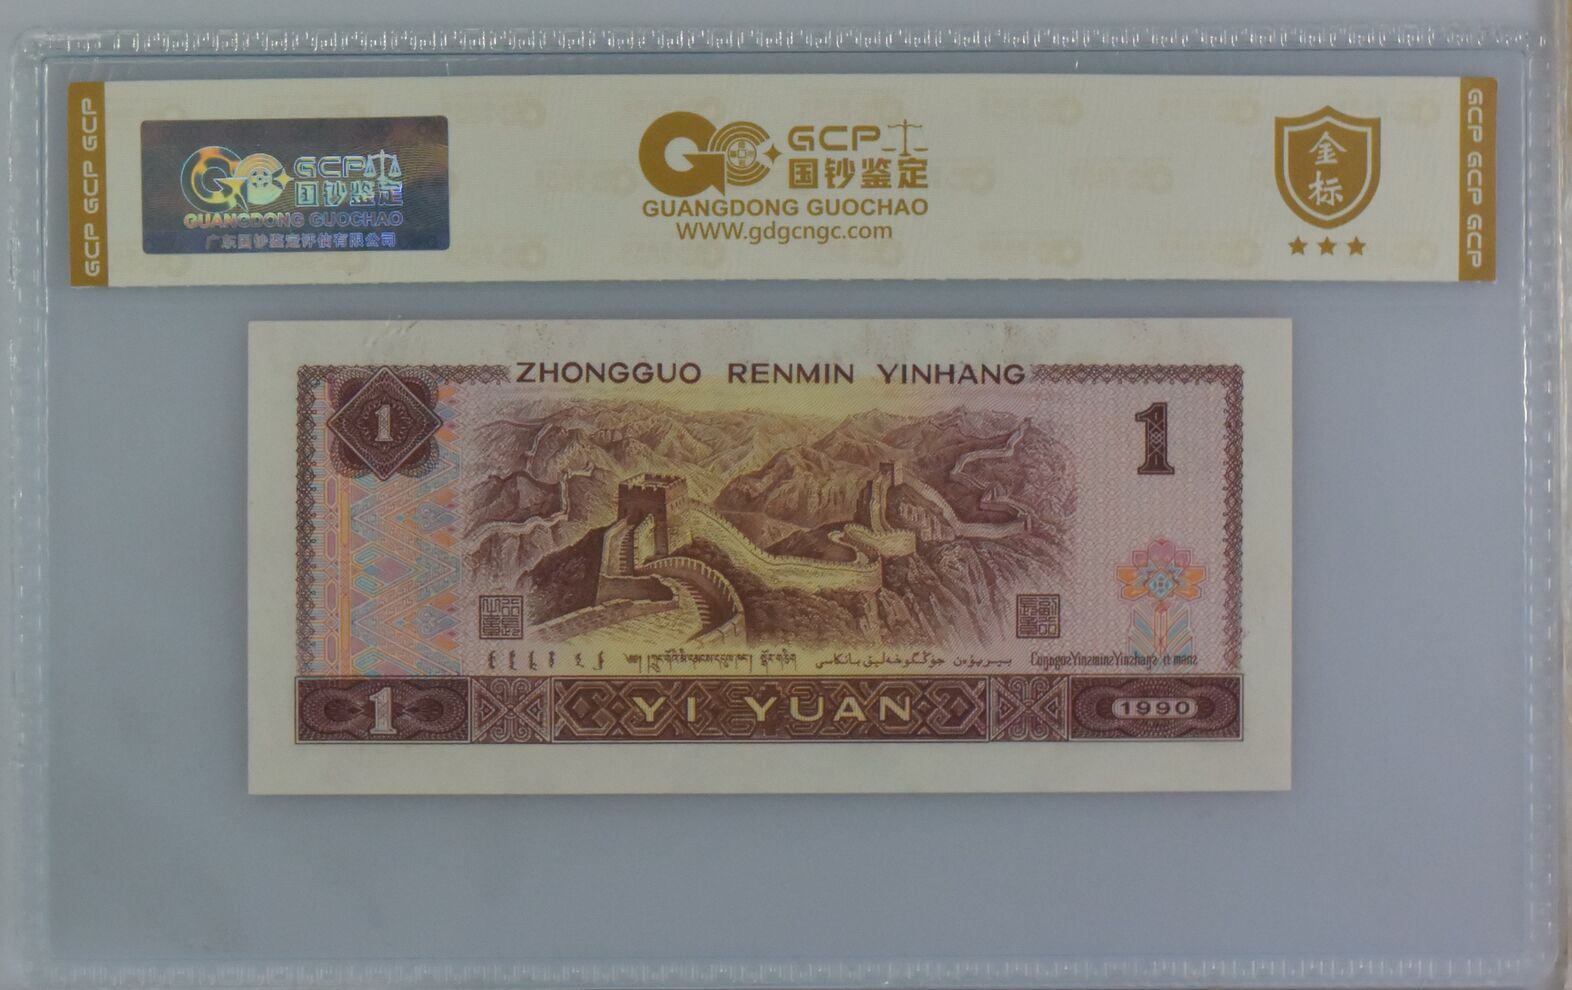 GCP GCP GCP
GCP
国钞鉴定
GUANGDONG GUOCHAO
广东国钞鉴定评估有限公司
GCP
国钞鉴定
GUANGDONG GUOCHAO
WWW.gdgcngc.com
金标
GCP GCP GCP
ZHONGGUO RENMIN YINHANG
1
1
1
YI YUAN
1990